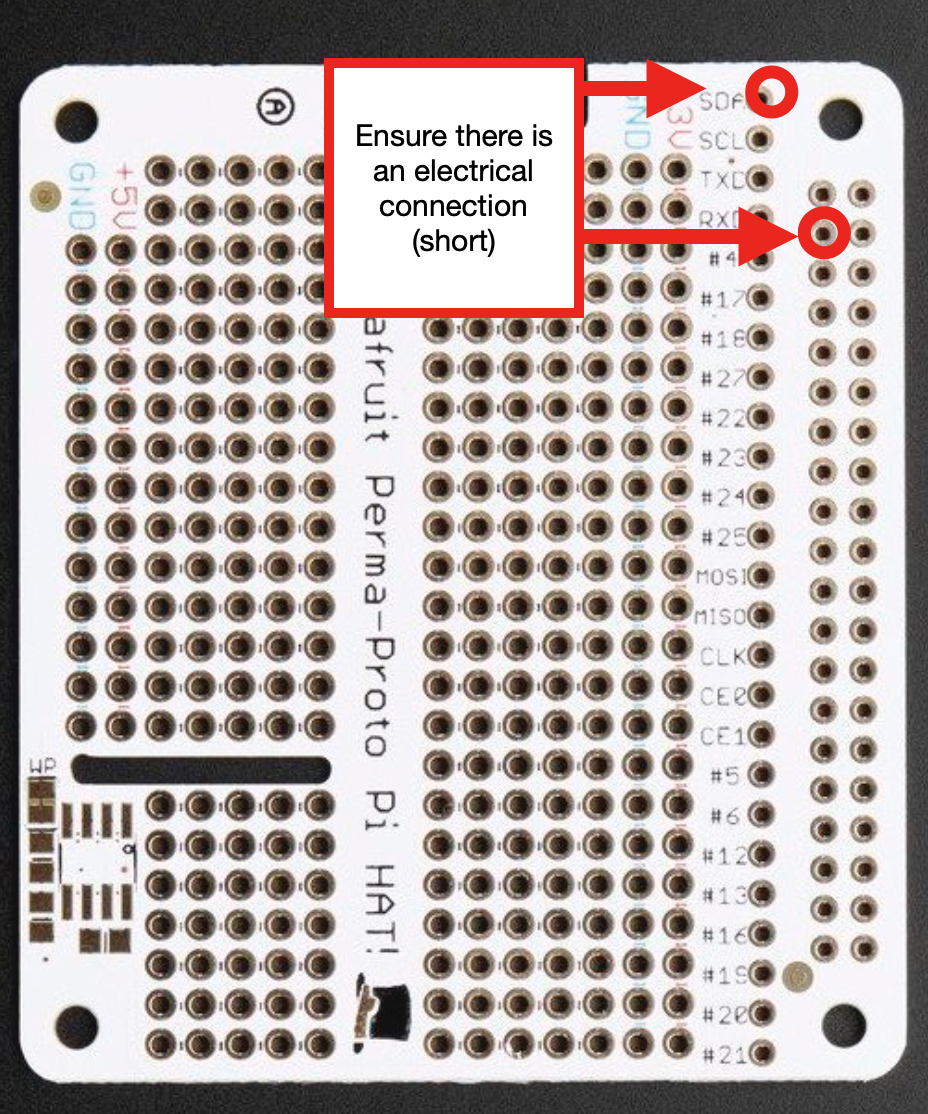 Ensure there is
an electrical
connection
(short)
A
GND
+5V
ND
3V
SDA
SCL
TXD
RXD
#4
#17
#18
#27
#22
#23
#24
#25
MOSI
MISO
CLK
CE0
CE1
#5
#6
#12
#13
#16
#19
#20
#21
afruit Perma-Proto Pi HAT!
WP